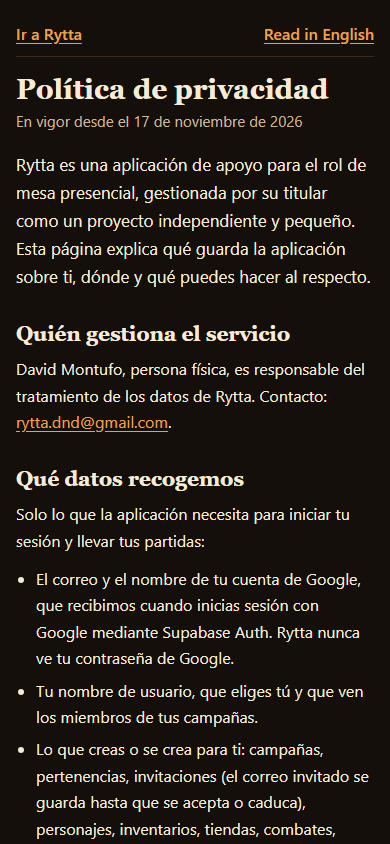 Ir a Rytta
Read in English
Política de privacidad
En vigor desde el 17 de noviembre de 2026
Rytta es una aplicación de apoyo para el rol de
mesa presencial, gestionada por su titular
como un proyecto independiente y pequeño.
Esta página explica qué guarda la aplicación
sobre ti, dónde y qué puedes hacer al respecto.
Quién gestiona el servicio
David Montufo, persona física, es responsable del
tratamiento de los datos de Rytta. Contacto:
rytta.dnd@gmail.com.
Qué datos recogemos
Solo lo que la aplicación necesita para iniciar tu
sesión y llevar tus partidas:
• El correo y el nombre de tu cuenta de Google,
que recibimos cuando inicias sesión con
Google mediante Supabase Auth. Rytta nunca
ve tu contraseña de Google.
• Tu nombre de usuario, que eliges tú y que ven
los miembros de tus campañas.
• Lo que creas o se crea para ti: campañas,
pertenencias, invitaciones (el correo invitado se
guarda hasta que se acepta o caduca),
personajes, inventarios, tiendas, combates,